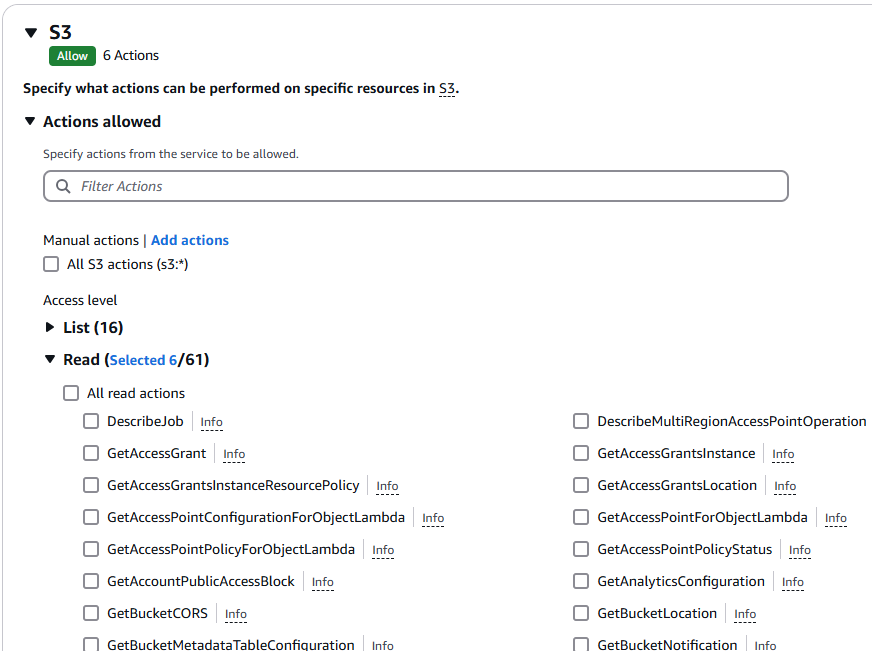 S3
Allow 6 Actions
Specify what actions can be performed on specific resources in S3.
Actions allowed
Specify actions from the service to be allowed.
Filter Actions
Manual actions | Add actions
All S3 actions (s3:*)
Access level
List (16)
Read (Selected 6/61)
All read actions
DescribeJob Info DescribeMultiRegionAccessPointOperation
GetAccessGrant Info GetAccessGrantsInstance Info
GetAccessGrantsInstanceResourcePolicy Info GetAccessGrantsLocation Info
GetAccessPointConfigurationForObjectLambda Info GetAccessPointForObjectLambda Info
GetAccessPointPolicyForObjectLambda Info GetAccessPointPolicyStatus Info
GetAccountPublicAccessBlock Info GetAnalyticsConfiguration Info
GetBucketCORS Info GetBucketLocation Info
GetBucketMetadataTableConfiguration Info GetBucketNotification Info